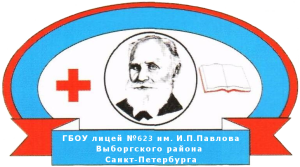 ГБОУ лицей №623 им. И.П.Павлова
Выборгского района
Санкт-Петербурга